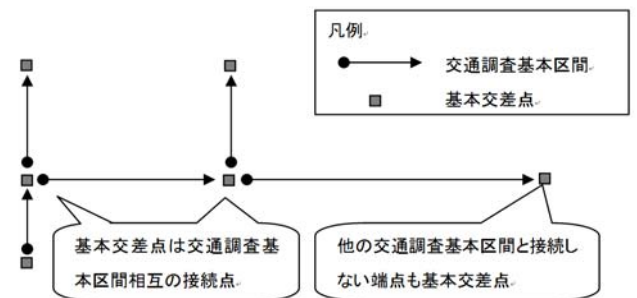 凡例
交通調査基本区間
基本交差点
基本交差点は交通調査基
本区間相互の接続点
他の交通調査基本区間と接続し
ない端点も基本交差点